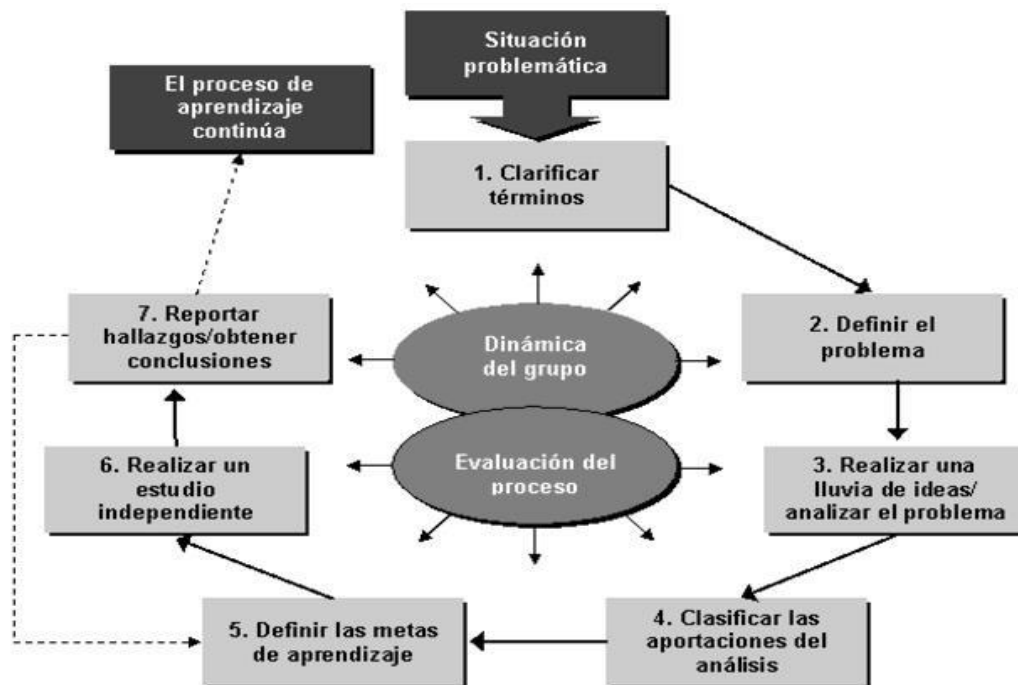 Situación
problemática
El proceso de
aprendizaje
continúa
1. Clarificar
términos
2. Definir el
problema
3. Realizar una
lluvia de ideas/
analizar el problema
4. Clasificar las
aportaciones del
análisis
5. Definir las metas
de aprendizaje
6. Realizar un
estudio
independiente
7. Reportar
hallazgos/obtener
conclusiones
Dinámica
del grupo
Evaluación del
proceso